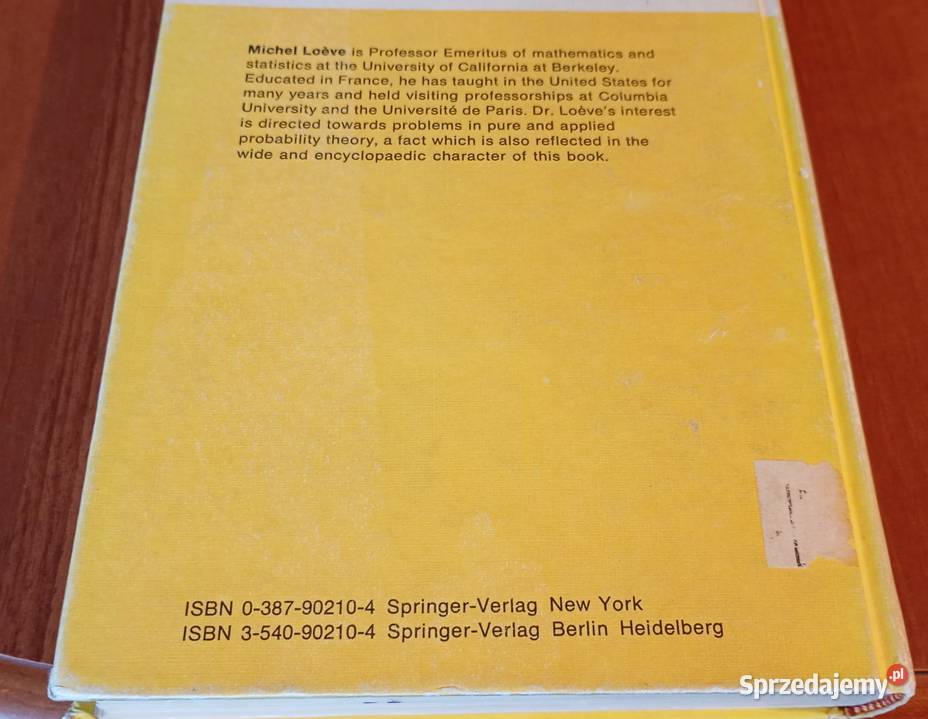 Michel Loève is Professor Emeritus of mathematics and
statistics at the University of California at Berkeley.
Educated in France, he has taught in the United States for
many years and held visiting professorships at Columbia
University and the Université de Paris. Dr. Loève's interest
is directed towards problems in pure and applied
probability theory, a fact which is also reflected in the
wide and encyclopaedic character of this book.
ISBN 0-387-90210-4 Springer-Verlag New York
ISBN 3-540-90210-4 Springer-Verlag Berlin Heidelberg
Sprzedajemy.pl